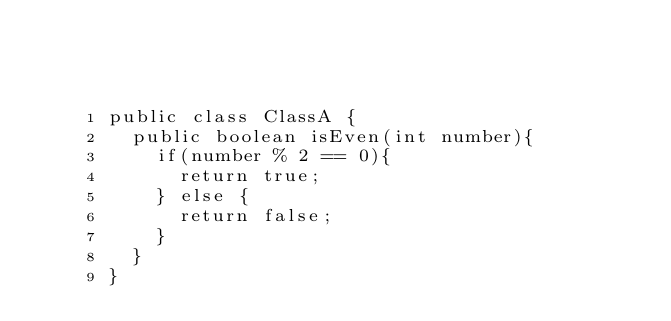 1 public class ClassA {
2   public boolean isEven(int number){
3     if(number % 2 == 0){
4       return true;
5     } else {
6       return false;
7     }
8   }
9 }